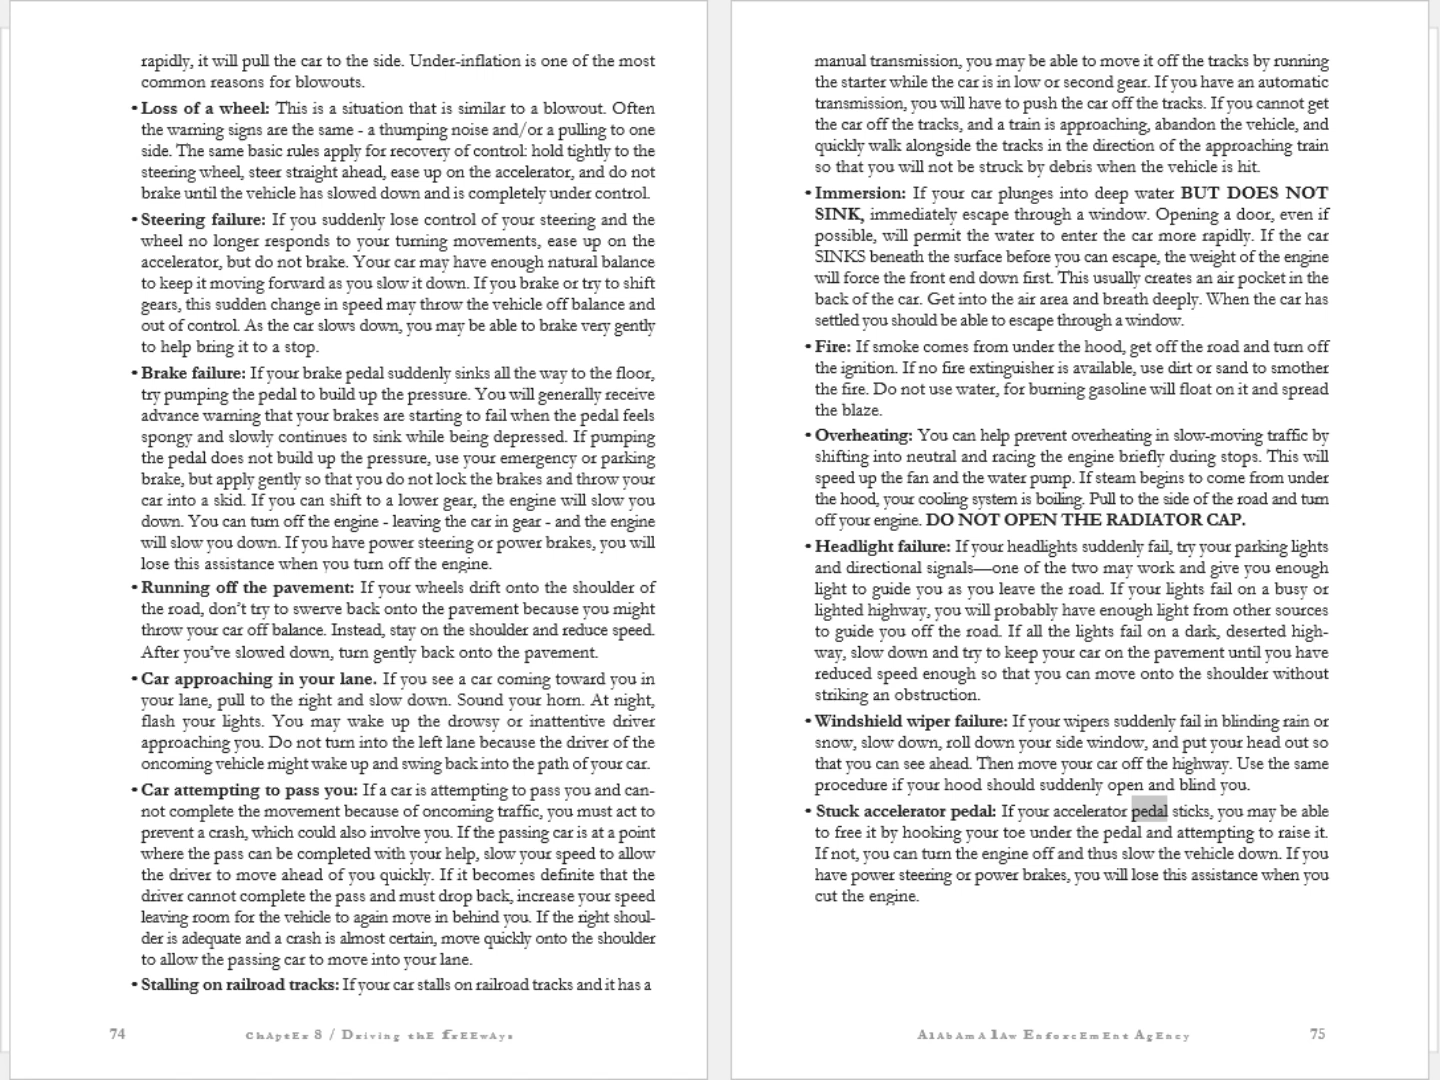 rapidly, it will pull the car to the side. Under-inflation is one of the most
common reasons for blowouts.
• Loss of a wheel: This is a situation that is similar to a blowout. Often
the warning signs are the same - a thumping noise and/or a pulling to one
side. The same basic rules apply for recovery of control: hold tightly to the
steering wheel, steer straight ahead, ease up on the accelerator, and do not
brake until the vehicle has slowed down and is completely under control.
• Steering failure: If you suddenly lose control of your steering and the
wheel no longer responds to your turning movements, ease up on the
accelerator, but do not brake. Your car may have enough natural balance
to keep it moving forward as you slow it down. If you brake or try to shift
gears, this sudden change in speed may throw the vehicle off balance and
out of control. As the car slows down, you may be able to brake very gently
to help bring it to a stop.
• Brake failure: If your brake pedal suddenly sinks all the way to the floor,
try pumping the pedal to build up the pressure. You will generally receive
advance warning that your brakes are starting to fail when the pedal feels
spongy and slowly continues to sink while being depressed. If pumping
the pedal does not build up the pressure, use your emergency or parking
brake, but apply gently so that you do not lock the brakes and throw your
car into a skid. If you can shift to a lower gear, the engine will slow you
down. You can turn off the engine - leaving the car in gear - and the engine
will slow you down. If you have power steering or power brakes, you will
lose this assistance when you turn off the engine.
• Running off the pavement: If your wheels drift onto the shoulder of
the road, don't try to swerve back onto the pavement because you might
throw your car off balance. Instead, stay on the shoulder and reduce speed.
After you've slowed down, turn gently back onto the pavement.
• Car approaching in your lane. If you see a car coming toward you in
your lane, pull to the right and slow down. Sound your horn. At night,
flash your lights. You may wake up the drowsy or inattentive driver
approaching you. Do not turn into the left lane because the driver of the
oncoming vehicle might wake up and swing back into the path of your car.
• Car attempting to pass you: If a car is attempting to pass you and can-
not complete the movement because of oncoming traffic, you must act to
prevent a crash, which could also involve you. If the passing car is at a point
where the pass can be completed with your help, slow your speed to allow
the driver to move ahead of you quickly. If it becomes definite that the
driver cannot complete the pass and must drop back, increase your speed
leaving room for the vehicle to again move in behind you. If the right shoul-
der is adequate and a crash is almost certain, move quickly onto the shoulder
to allow the passing car to move into your lane.
• Stalling on railroad tracks: If your car stalls on railroad tracks and it has a
74 ChAptEr 8 / Driving thE frEEwAys
manual transmission, you may be able to move it off the tracks by running
the starter while the car is in low or second gear. If you have an automatic
transmission, you will have to push the car off the tracks. If you cannot get
the car off the tracks, and a train is approaching, abandon the vehicle, and
quickly walk alongside the tracks in the direction of the approaching train
so that you will not be struck by debris when the vehicle is hit.
• Immersion: If your car plunges into deep water BUT DOES NOT
SINK, immediately escape through a window. Opening a door, even if
possible, will permit the water to enter the car more rapidly. If the car
SINKS beneath the surface before you can escape, the weight of the engine
will force the front end down first. This usually creates an air pocket in the
back of the car. Get into the air area and breath deeply. When the car has
settled you should be able to escape through a window.
• Fire: If smoke comes from under the hood, get off the road and turn off
the ignition. If no fire extinguisher is available, use dirt or sand to smother
the fire. Do not use water, for burning gasoline will float on it and spread
the blaze.
• Overheating: You can help prevent overheating in slow-moving traffic by
shifting into neutral and racing the engine briefly during stops. This will
speed up the fan and the water pump. If steam begins to come from under
the hood, your cooling system is boiling. Pull to the side of the road and turn
off your engine. DO NOT OPEN THE RADIATOR CAP.
• Headlight failure: If your headlights suddenly fail, try your parking lights
and directional signals—one of the two may work and give you enough
light to guide you as you leave the road. If your lights fail on a busy or
lighted highway, you will probably have enough light from other sources
to guide you off the road. If all the lights fail on a dark, deserted high-
way, slow down and try to keep your car on the pavement until you have
reduced speed enough so that you can move onto the shoulder without
striking an obstruction.
• Windshield wiper failure: If your wipers suddenly fail in blinding rain or
snow, slow down, roll down your side window, and put your head out so
that you can see ahead. Then move your car off the highway. Use the same
procedure if your hood should suddenly open and blind you.
• Stuck accelerator pedal: If your accelerator pedal sticks, you may be able
to free it by hooking your toe under the pedal and attempting to raise it.
If not, you can turn the engine off and thus slow the vehicle down. If you
have power steering or power brakes, you will lose this assistance when you
cut the engine.
AlAbAmA lAw EnforcEmEnt AgEncy 75